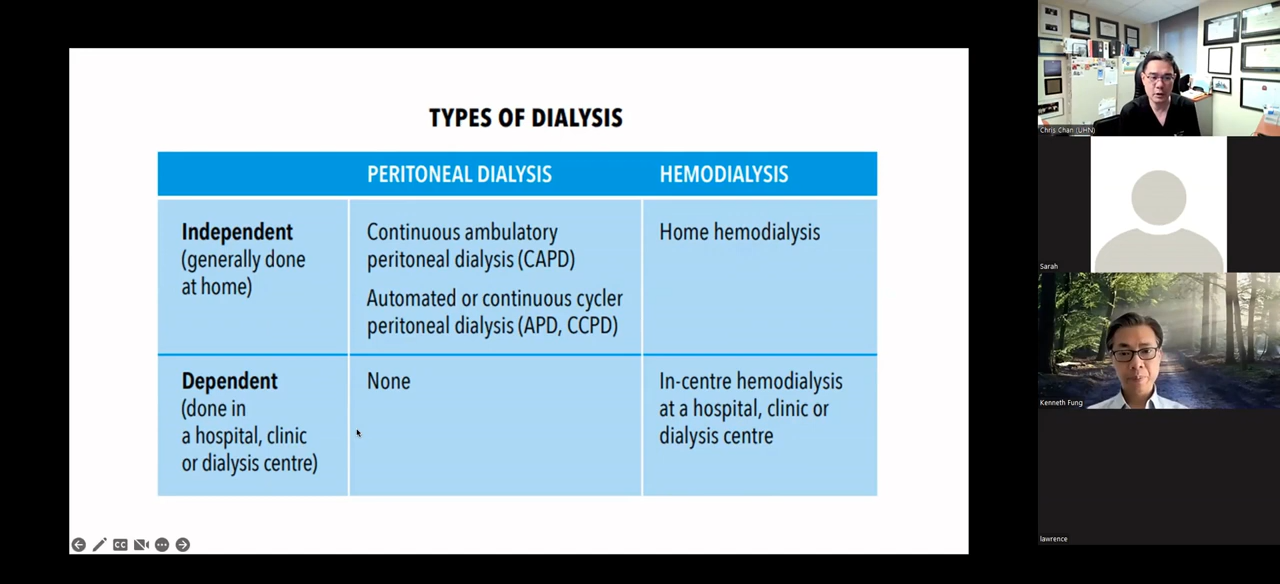 TYPES OF DIALYSIS
PERITONEAL DIALYSIS
HEMODIALYSIS
Independent
(generally done
at home)
Continuous ambulatory
peritoneal dialysis (CAPD)
Automated or continuous cycler
peritoneal dialysis (APD, CCPD)
Home hemodialysis
Dependent
(done in
a hospital, clinic
or dialysis centre)
None
In-centre hemodialysis
at a hospital, clinic or
dialysis centre
CC
Chris Chan (UHN)
Sarah
Kenneth Fung
lawrence